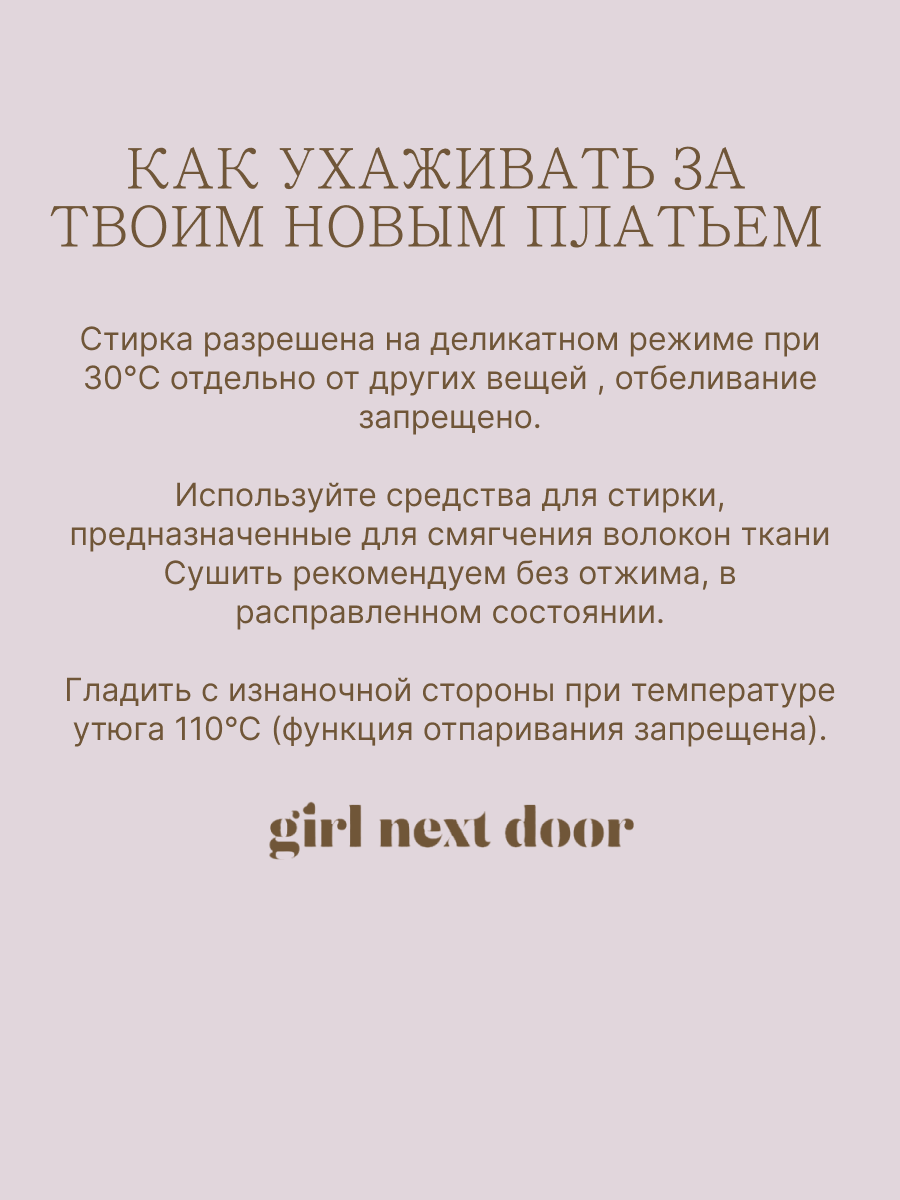 КАК УХАЖИВАТЬ ЗА
ТВОИМ НОВЫМ ПЛАТЬЕМ
Стирка разрешена на деликатном режиме при
30°C отдельно от других вещей , отбеливание
запрещено.
Используйте средства для стирки,
предназначенные для смягчения волокон ткани
Сушить рекомендуем без отжима, в
расправленном состоянии.
Гладить с изнаночной стороны при температуре
утюга 110°C (функция отпаривания запрещена).
girl next door